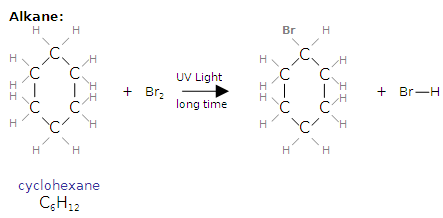 Alkane:
H H Br H
C C
H H H H
C C C C
UV Light
H H H H
+ Br₂ + Br—H
H H H H
long time
C C C C
H H H H
C C
H H H H
cyclohexane
C₆H₁₂